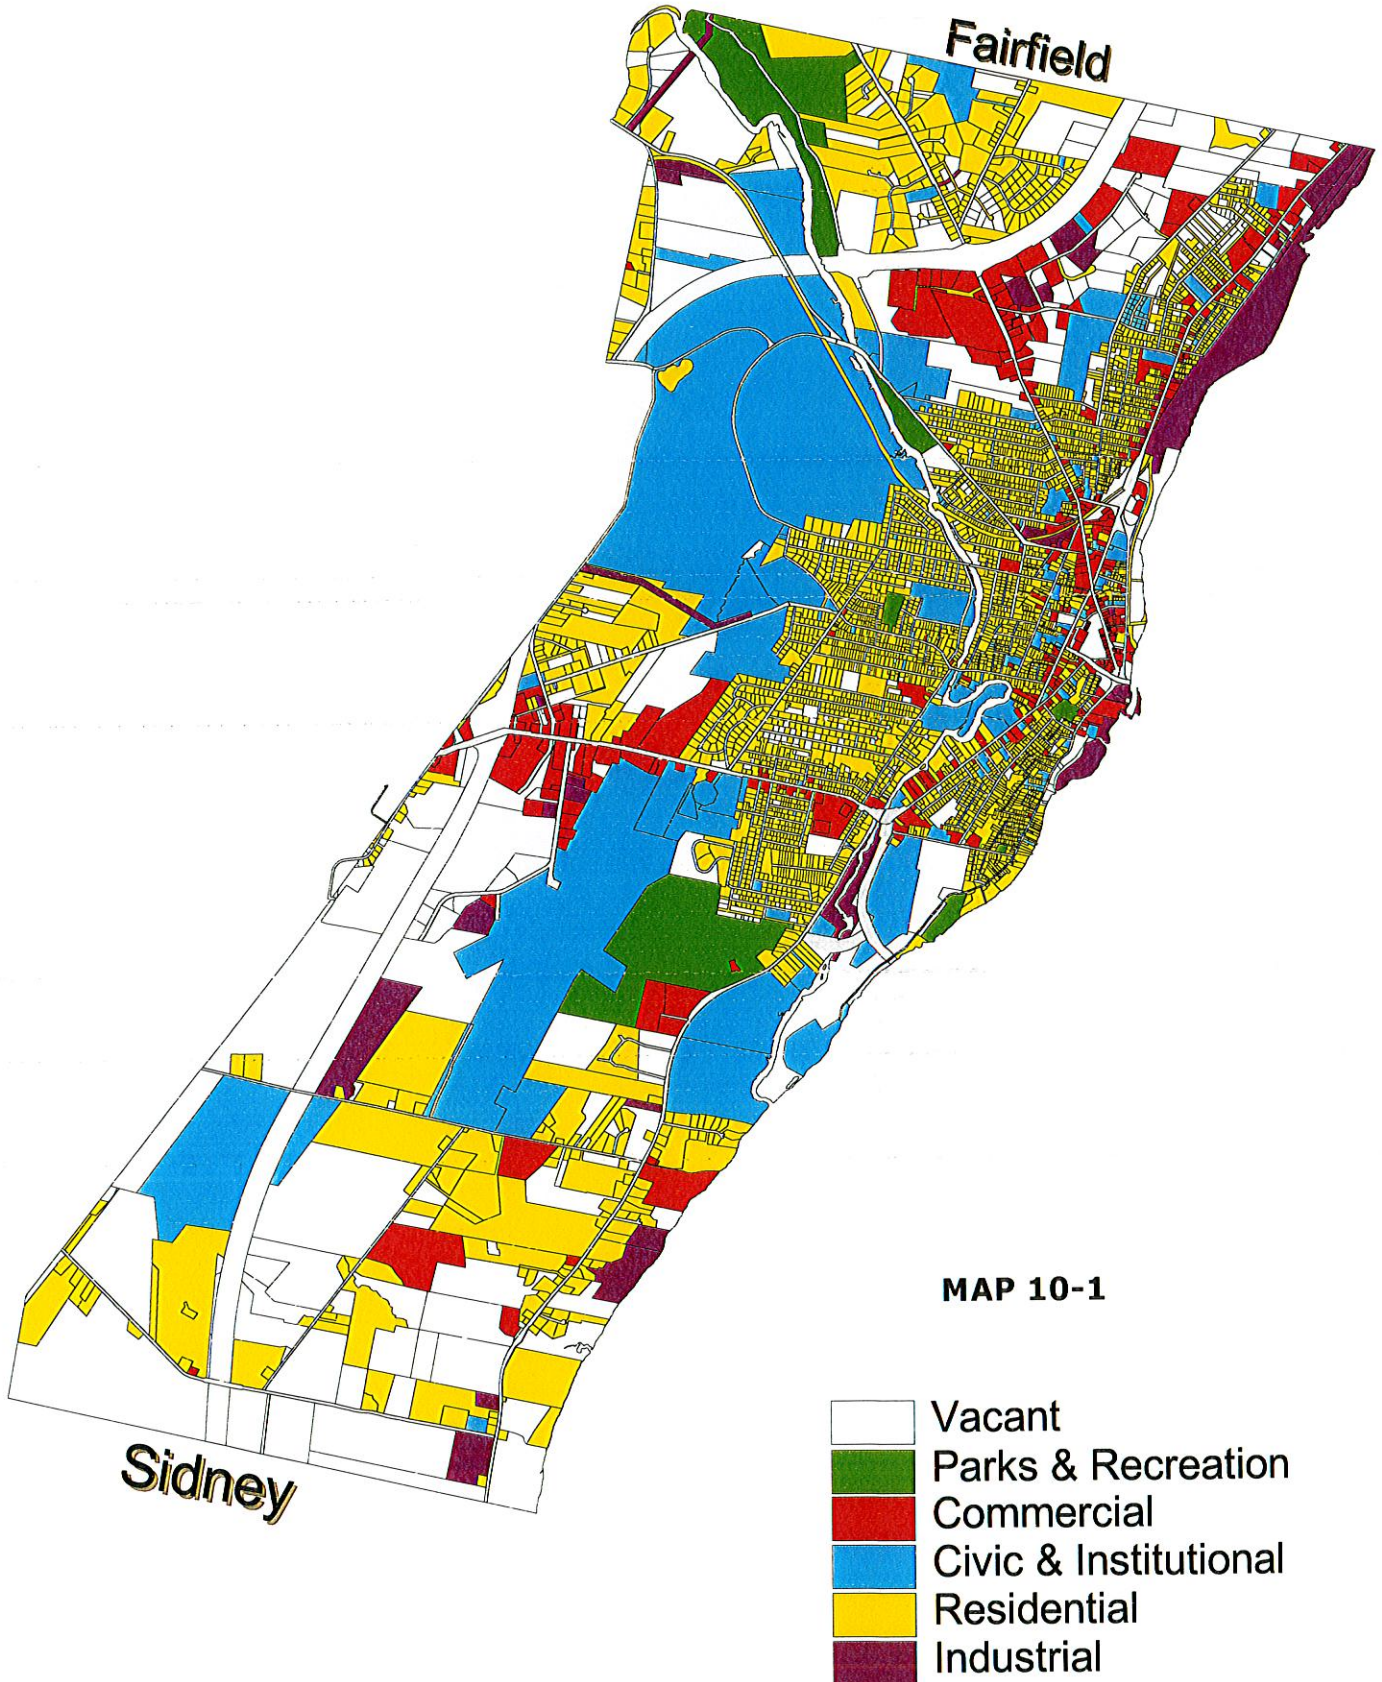 Fairfield
MAP 10-1
Vacant
Parks & Recreation
Commercial
Civic & Institutional
Residential
Industrial
Sidney